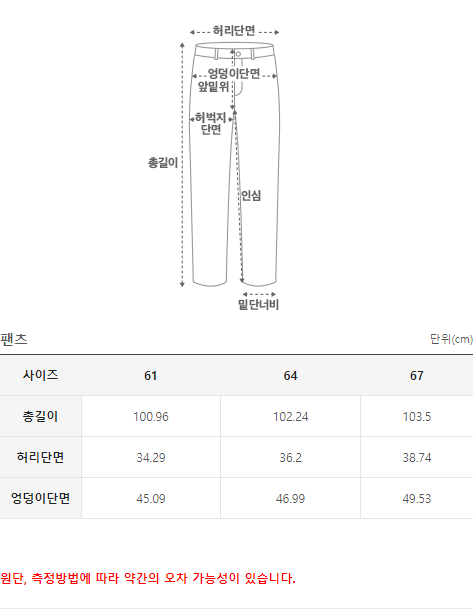 허리단면
엉덩이단면
앞밑위
허벅지
단면
총길이
인심
밑단너비
팬츠 단위(cm)
사이즈 61 64 67
총길이 100.96 102.24 103.5
허리단면 34.29 36.2 38.74
엉덩이단면 45.09 46.99 49.53
원단, 측정방법에 따라 약간의 오차 가능성이 있습니다.